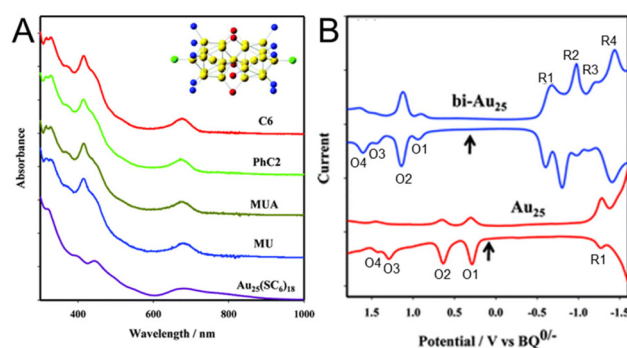 A
Absorbance
C6
PhC2
MUA
MU
Au25(SC6)18
400 600 800 1000
Wavelength / nm
B
Current
R1 R2 R3 R4
bi-Au25
O4 O3 O2 O1
Au25
O4 O3 O2 O1 R1
1.5 1.0 0.5 0.0 -0.5 -1.0 -1.5
Potential / V vs BQ0/-